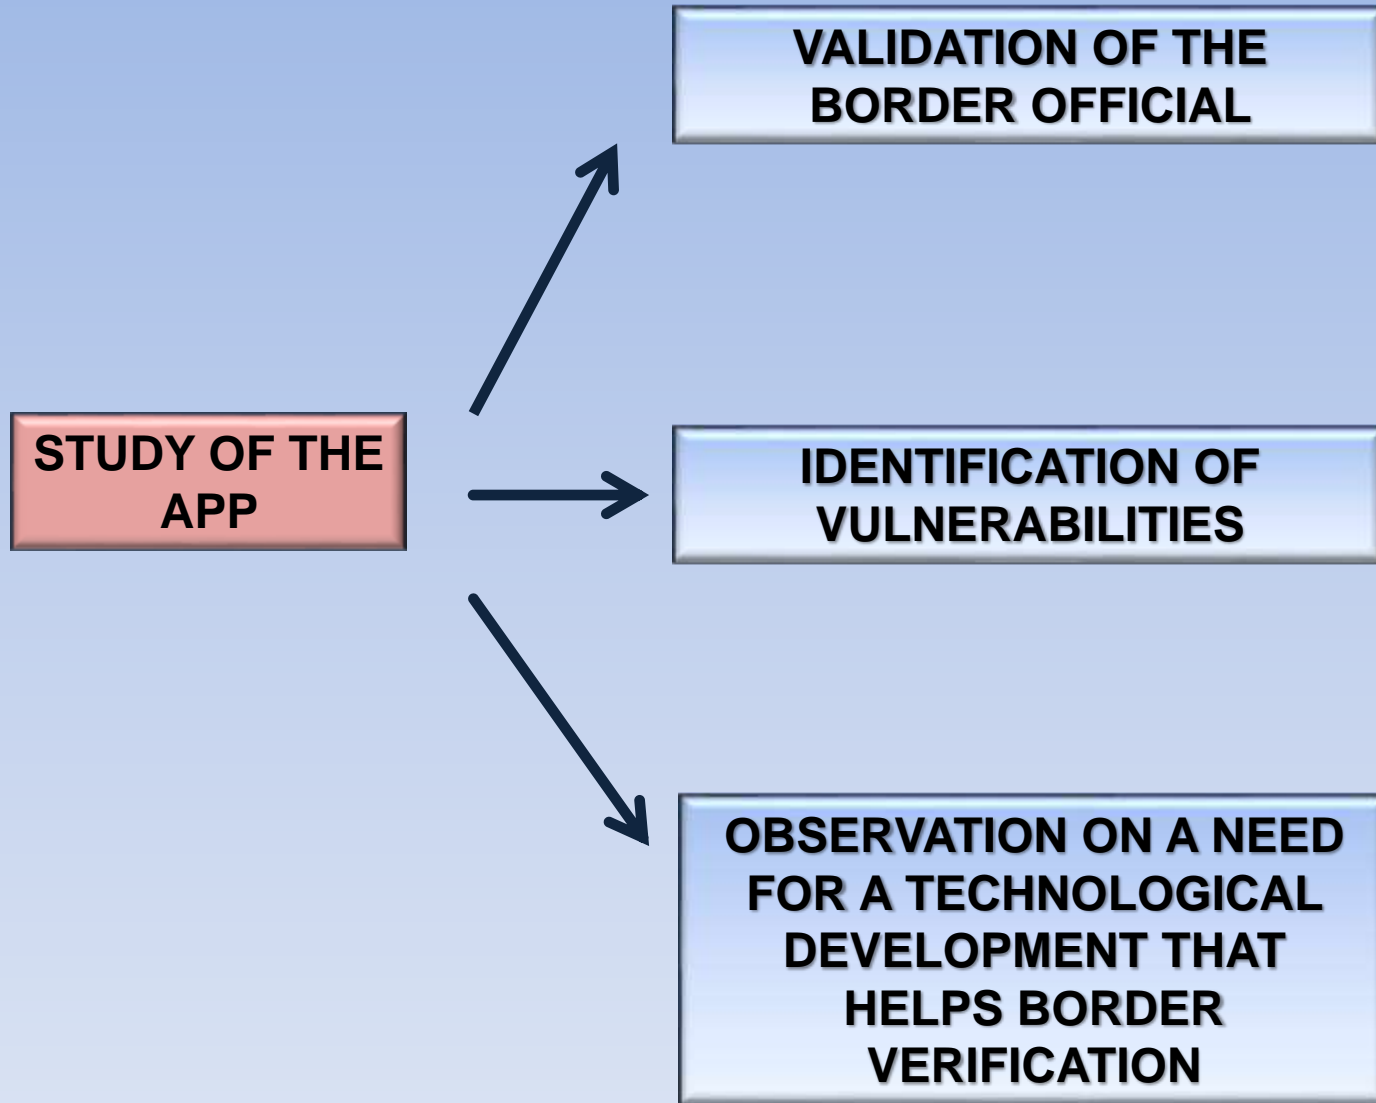 VALIDATION OF THE
BORDER OFFICIAL
STUDY OF THE
APP
IDENTIFICATION OF
VULNERABILITIES
OBSERVATION ON A NEED
FOR A TECHNOLOGICAL
DEVELOPMENT THAT
HELPS BORDER
VERIFICATION